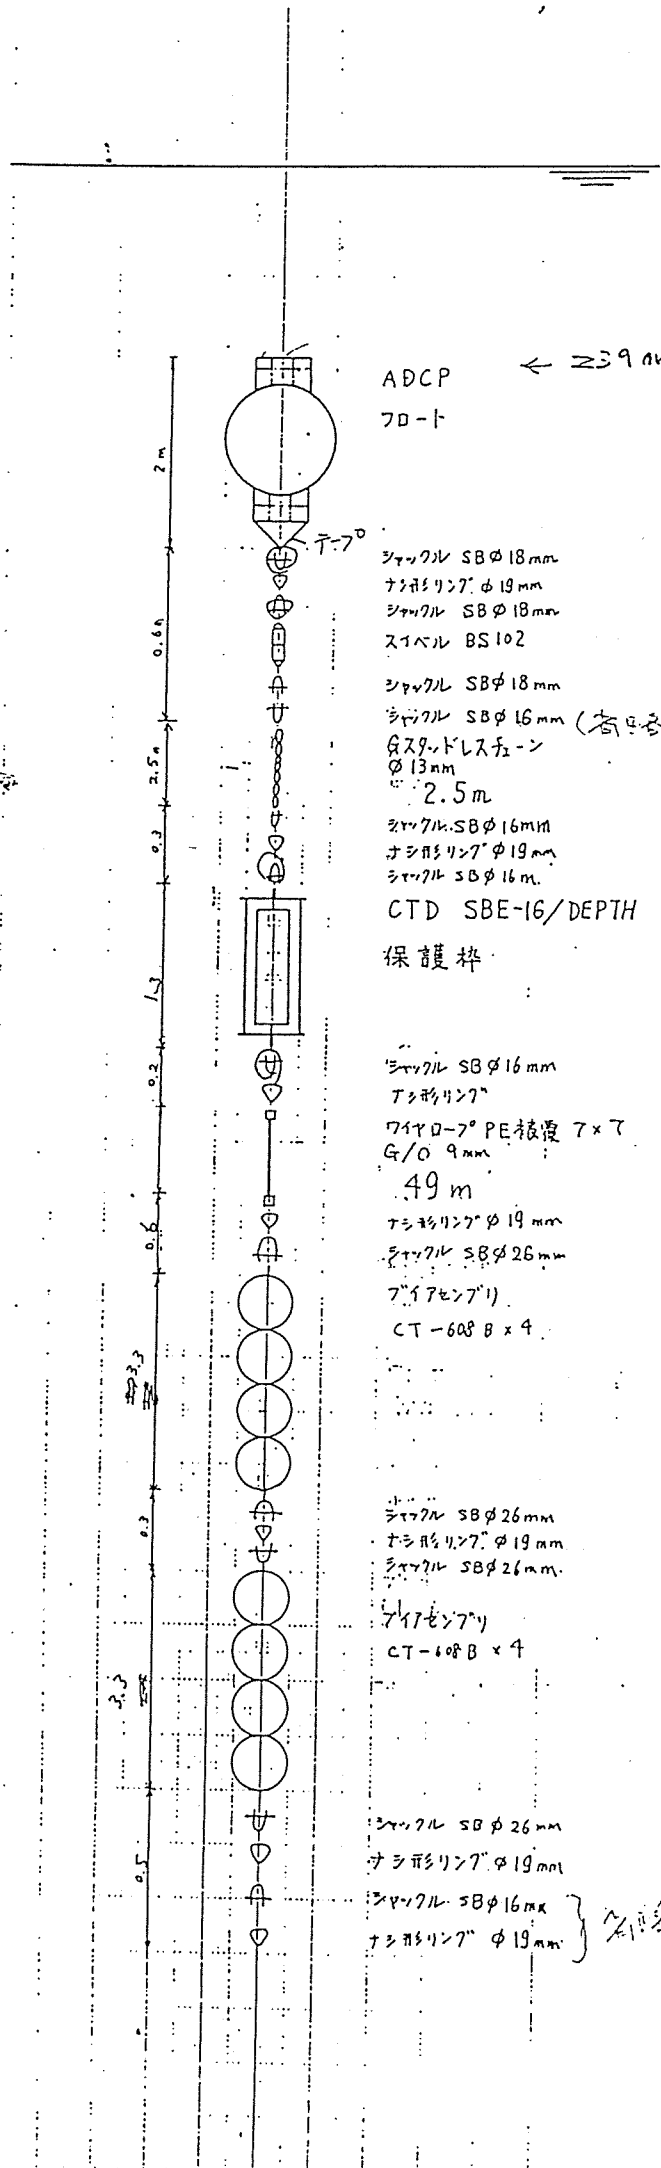 ADCP
← 239 m
フロート
2 m
テープ
シャックル SBφ18mm
ナシ形リング φ19mm
シャックル SBφ18mm
0.6m
スイベル BS102
シャックル SBφ18mm
シャックル SBφ16mm
Gスタッドレスチェーン
φ13mm
2.5m
2.5m
シャックル SBφ16mm
0.3
ナシ形リング φ19mm
シャックル SBφ16m
CTD SBE-16/DEPTH
保護枠
1.3
シャックル SBφ16mm
0.2
ナシ形リング
ワイヤロープ PE被覆 7×7
G/O 9mm
49 m
ナシ形リング φ19mm
0.6
シャックル SBφ26mm
ブイアセンブリ
CT-608B×4
3.3
シャックル SBφ26mm
0.3
ナシ形リング φ19mm
シャックル SBφ26mm
ブイアセンブリ
CT-608B ×4
3.3
シャックル SBφ26mm
ナシ形リング φ19mm
0.5
シャックル SBφ16mm
ナシ形リング φ19mm